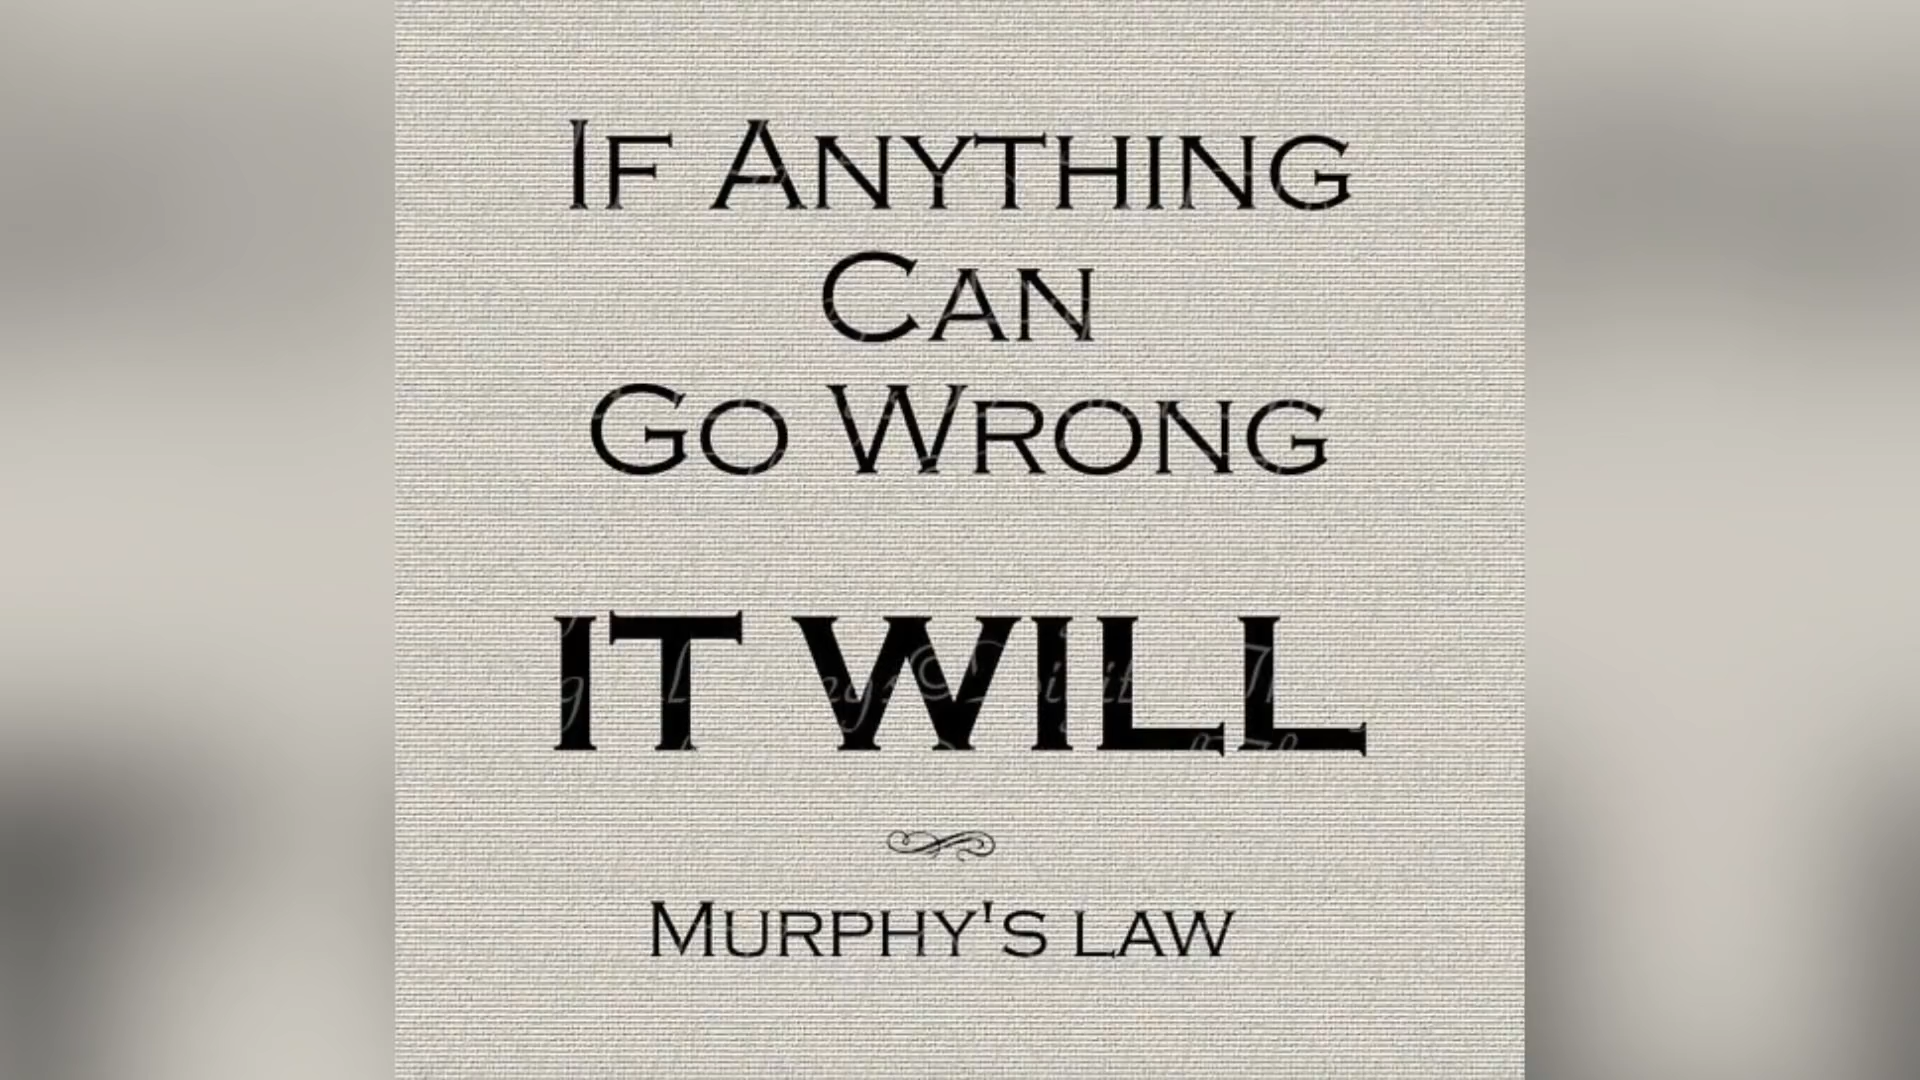 If Anything
Can
Go Wrong
IT WILL
Murphy's law